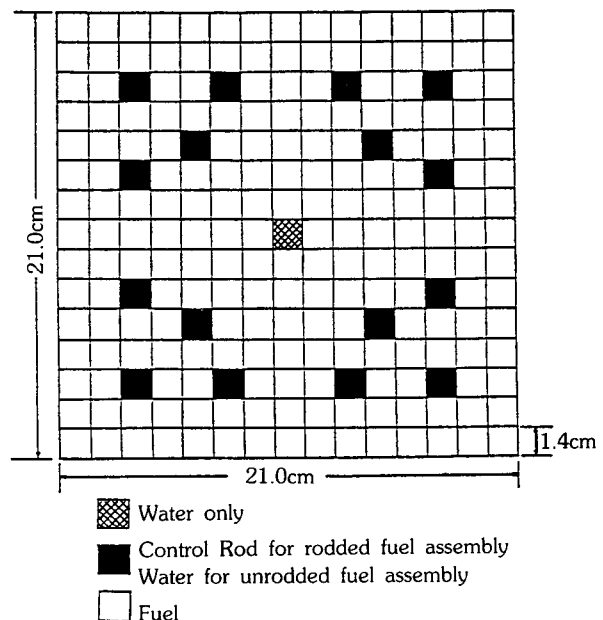 21.0cm
1.4cm
21.0cm
Water only
Control Rod for rodded fuel assembly
Water for unrodded fuel assembly
Fuel